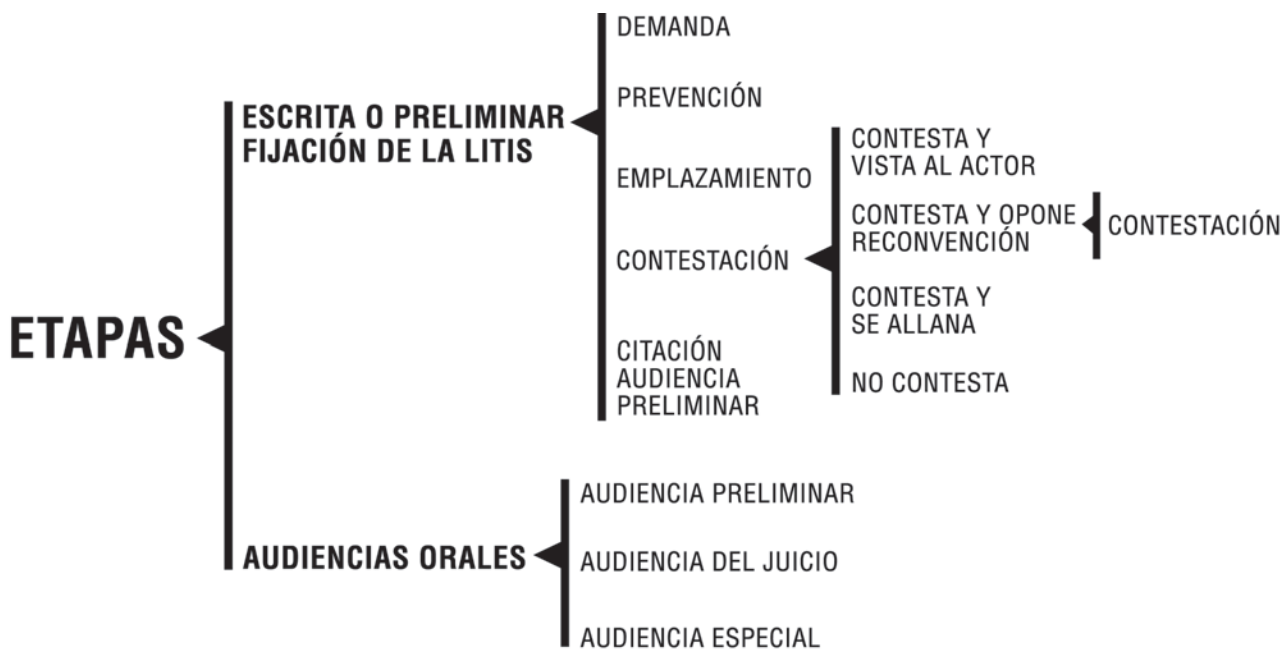 ETAPAS
ESCRITA O PRELIMINAR
FIJACIÓN DE LA LITIS
DEMANDA
PREVENCIÓN
EMPLAZAMIENTO
CONTESTACIÓN
CONTESTA Y
VISTA AL ACTOR
CONTESTA Y OPONE
RECONVENCIÓN
CONTESTACIÓN
CONTESTA Y
SE ALLANA
NO CONTESTA
CITACIÓN
AUDIENCIA
PRELIMINAR
AUDIENCIAS ORALES
AUDIENCIA PRELIMINAR
AUDIENCIA DEL JUICIO
AUDIENCIA ESPECIAL